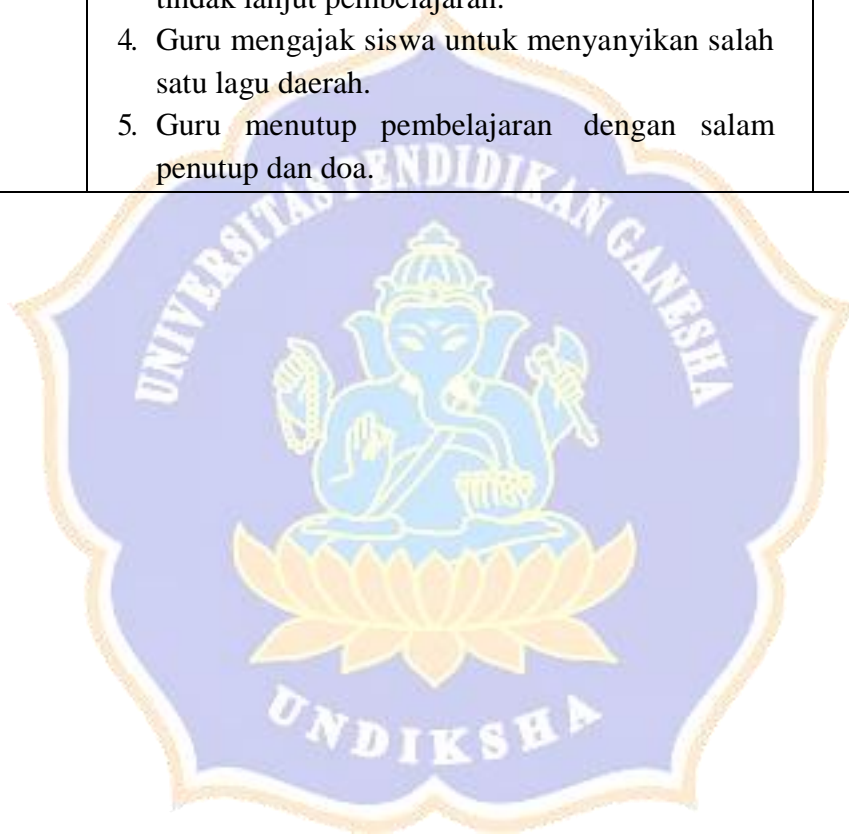 tindak lanjut pembelajaran.
4. Guru mengajak siswa untuk menyanyikan salah
satu lagu daerah.
5. Guru menutup pembelajaran dengan salam
penutup dan doa.
UNIVERSITAS PENDIDIKAN GANESHA
UNDIKSHA